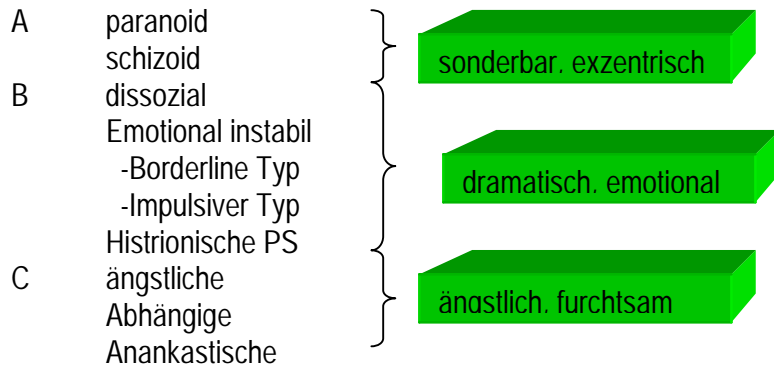 A paranoid
schizoid
sonderbar. exzentrisch
B dissozial
Emotional instabil
-Borderline Typ
-Impulsiver Typ
dramatisch. emotional
Histrionische PS
C ängstliche
Abhängige
Anankastische
ängstlich. furchtsam